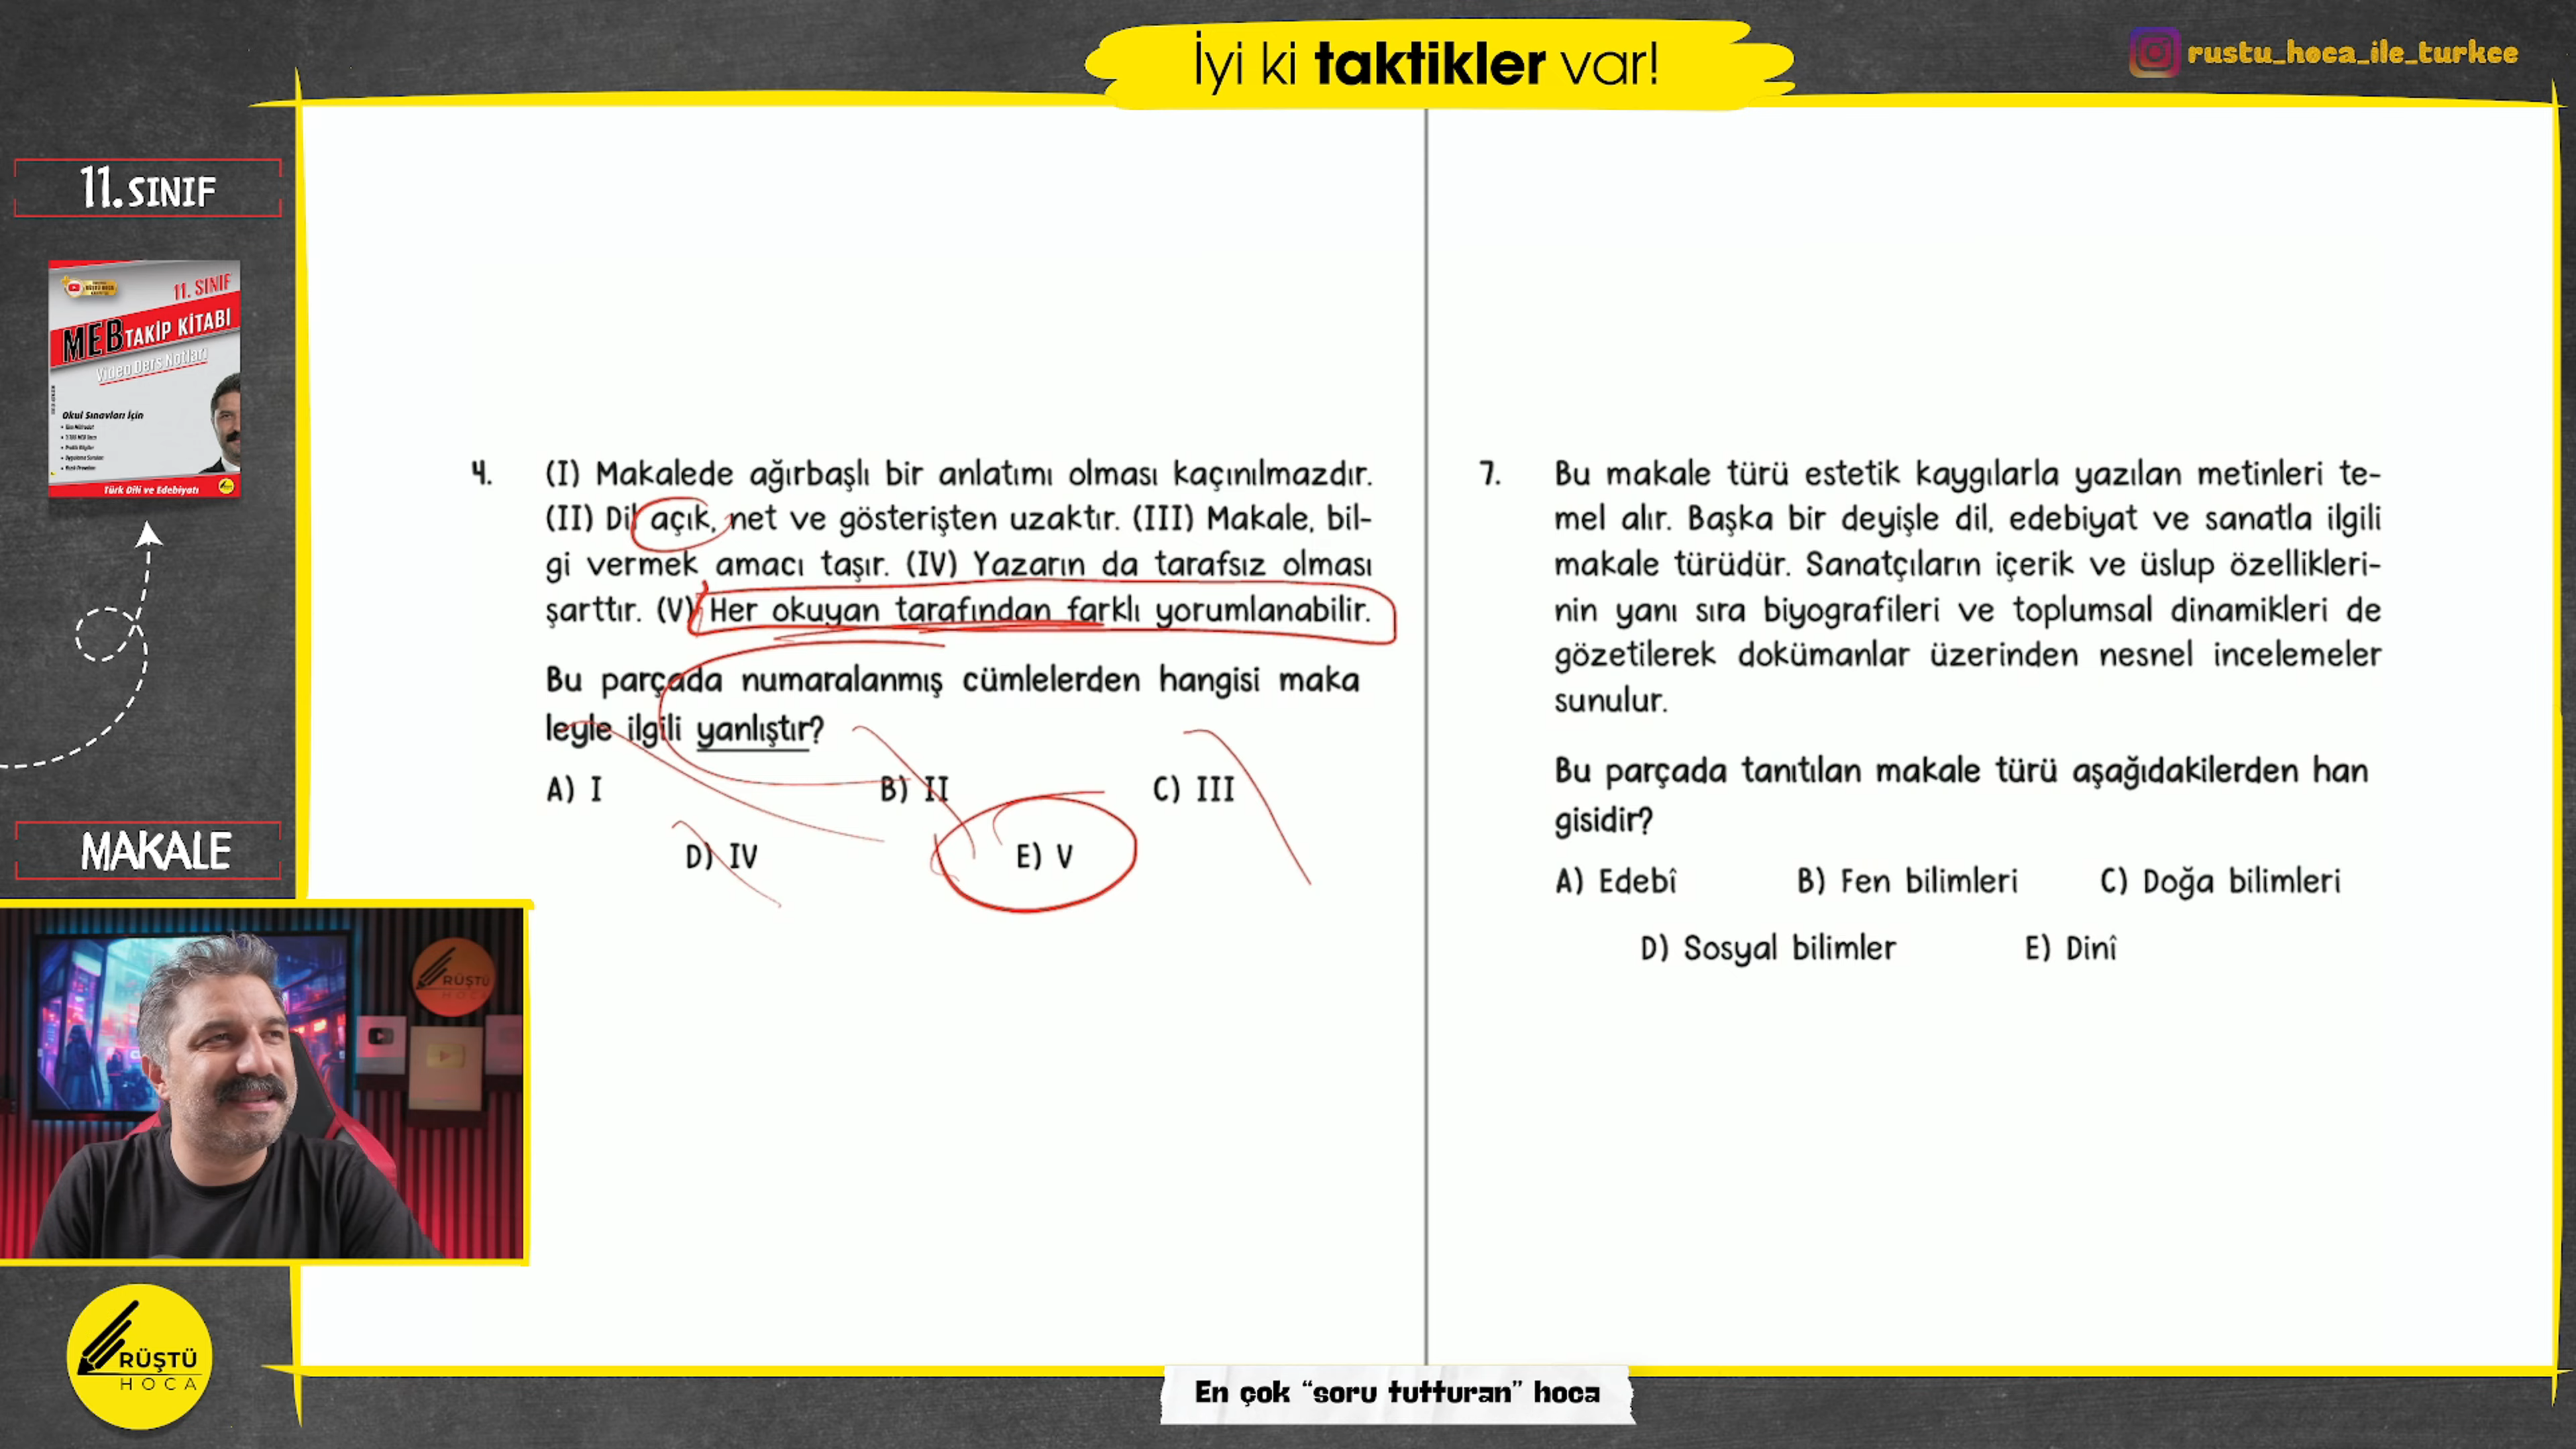 İyi ki taktikler var!
rustu_hoca_ile_turkce
11. SINIF
11. SINIF
MEB TAKİP KİTABI
Video Ders Notları
Okul Sınavları İçin
Türk Dili ve Edebiyatı
MAKALE
4. (I) Makalede ağırbaşlı bir anlatımı olması kaçınılmazdır.
(II) Dil açık, net ve gösterişten uzaktır. (III) Makale, bil-
gi vermek amacı taşır. (IV) Yazarın da tarafsız olması
şarttır. (V) Her okuyan tarafından farklı yorumlanabilir.
Bu parçada numaralanmış cümlelerden hangisi maka
leyle ilgili yanlıştır?
A) I B) II C) III
D) IV E) V
7. Bu makale türü estetik kaygılarla yazılan metinleri te-
mel alır. Başka bir deyişle dil, edebiyat ve sanatla ilgili
makale türüdür. Sanatçıların içerik ve üslup özellikleri-
nin yanı sıra biyografileri ve toplumsal dinamikleri de
gözetilerek dokümanlar üzerinden nesnel incelemeler
sunulur.
Bu parçada tanıtılan makale türü aşağıdakilerden han
gisidir?
A) Edebî B) Fen bilimleri C) Doğa bilimleri
D) Sosyal bilimler E) Dinî
RÜŞTÜ
HOCA
RÜŞTÜ
HOCA
En çok “soru tutturan” hoca